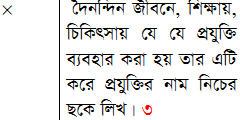 × দৈনন্দিন জীবনে, শিক্ষায়,
চিকিৎসায় যে যে প্রযুক্তি
ব্যবহার করা হয় তার এটি
করে প্রযুক্তির নাম নিচের
ছকে লিখ। ৩